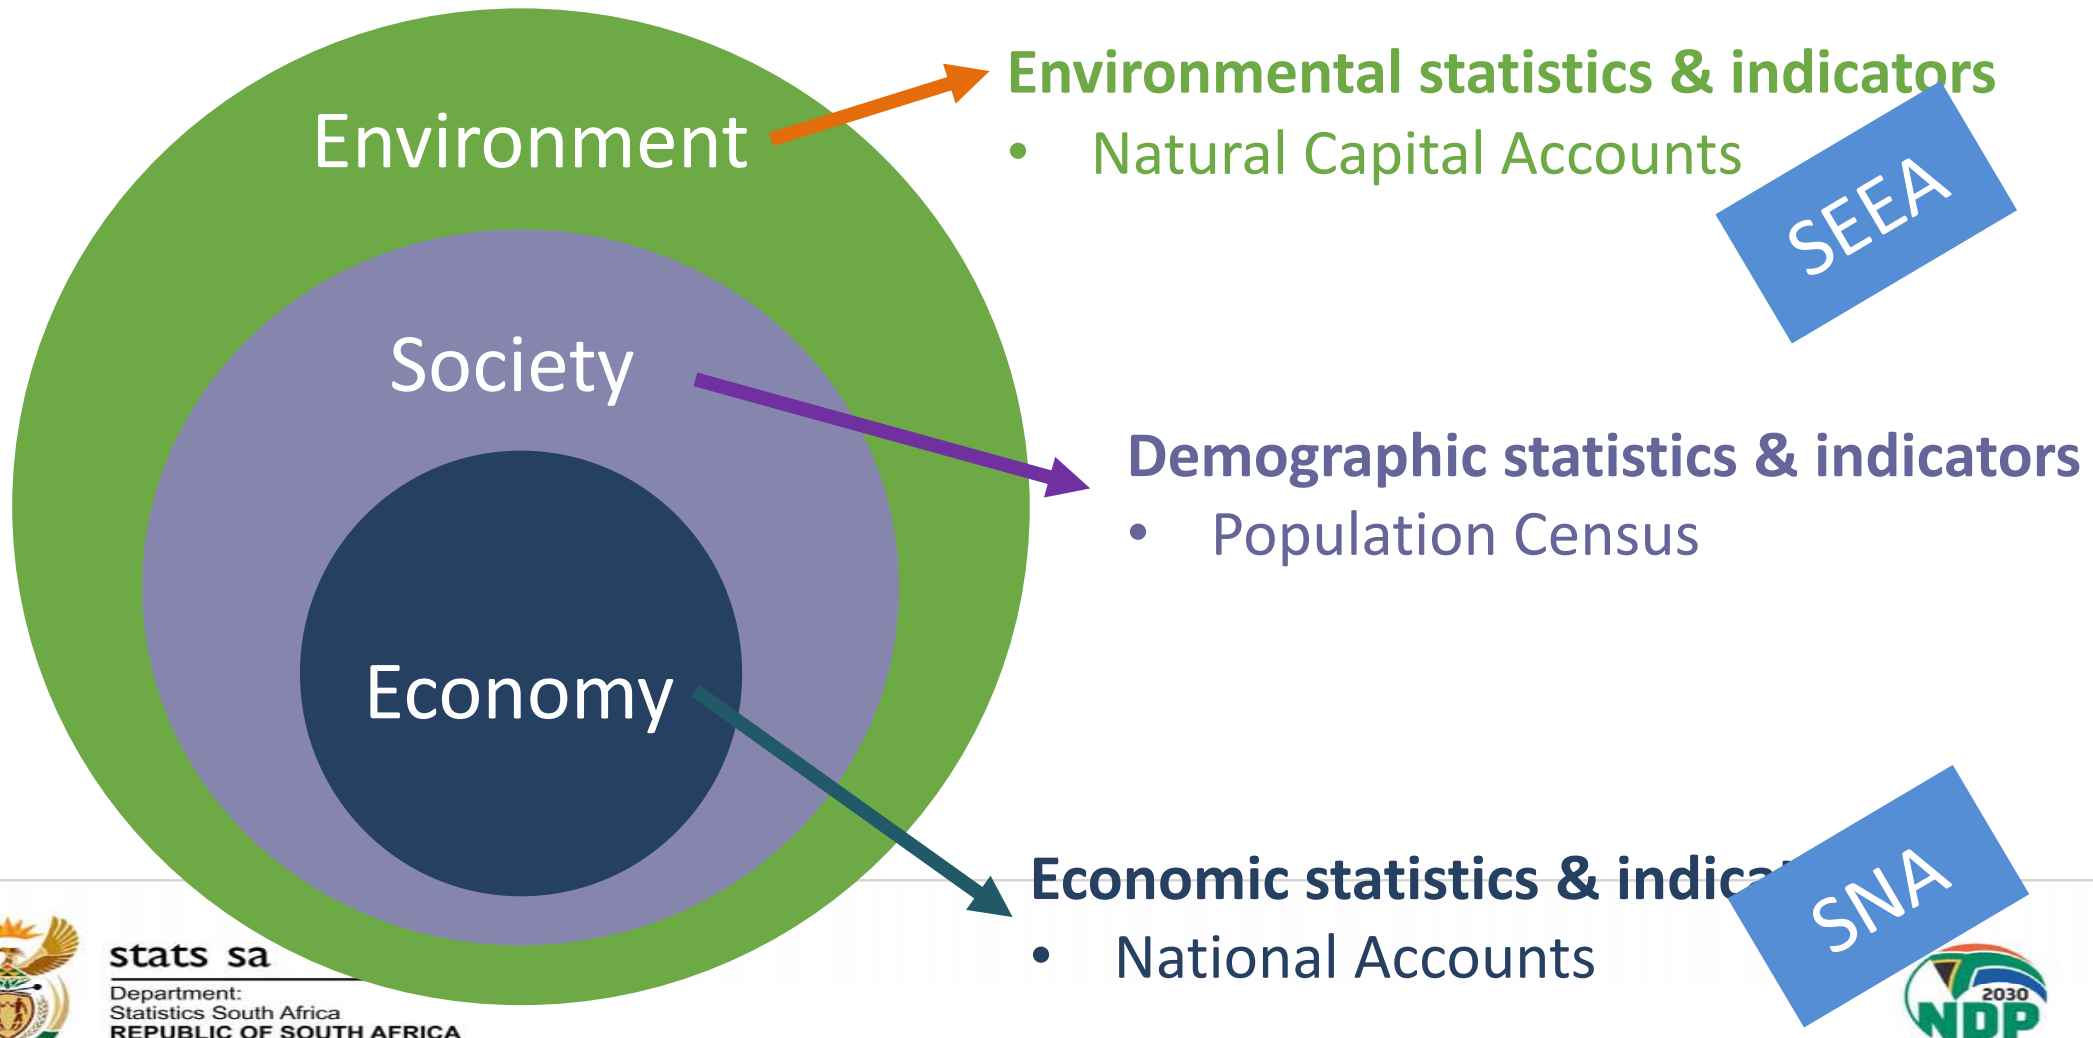 Environment
Environmental statistics & indicators
• Natural Capital Accounts
SEEA
Society
Demographic statistics & indicators
• Population Census
Economy
Economic statistics &
• National Accounts
SNA
stats sa
Department:
Statistics South Africa
REPUBLIC OF SOUTH AFRICA
2030
NDP